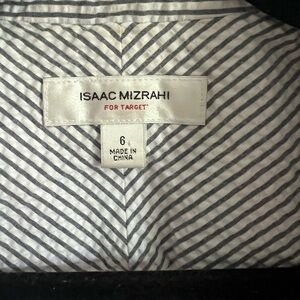 ISAAC MIZRAHI
FOR TARGET
6
MADE IN
CHINA